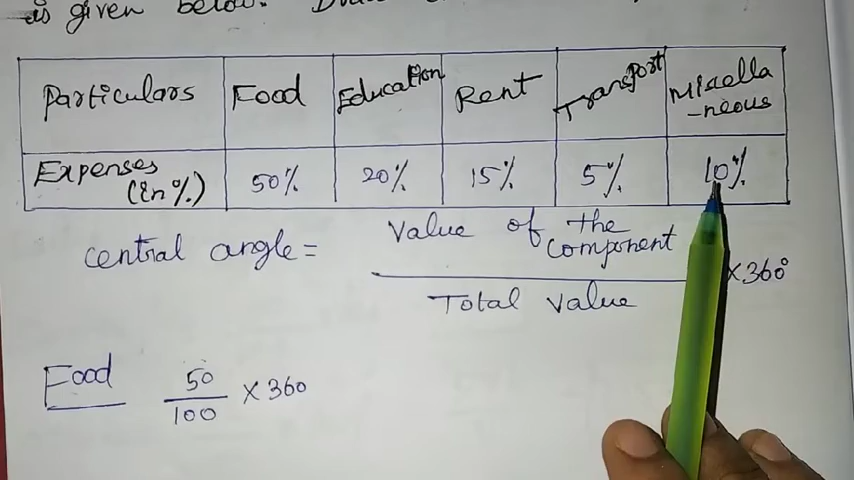 is given below.
Particulars Food Education Rent Transport Miscella
-neous
Expenses
(in %) 50% 20% 15% 5% 10%
central angle = Value of the
component
Total value × 360°
Food 50
100 × 360